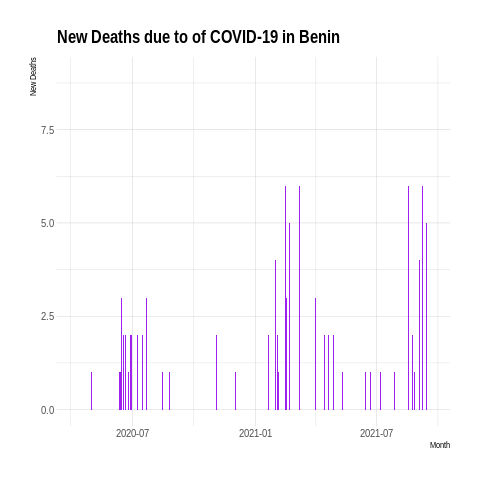 New Deaths due to of COVID-19 in Benin
New Deaths
7.5
5.0
2.5
0.0
2020-07 2021-01 2021-07
Month